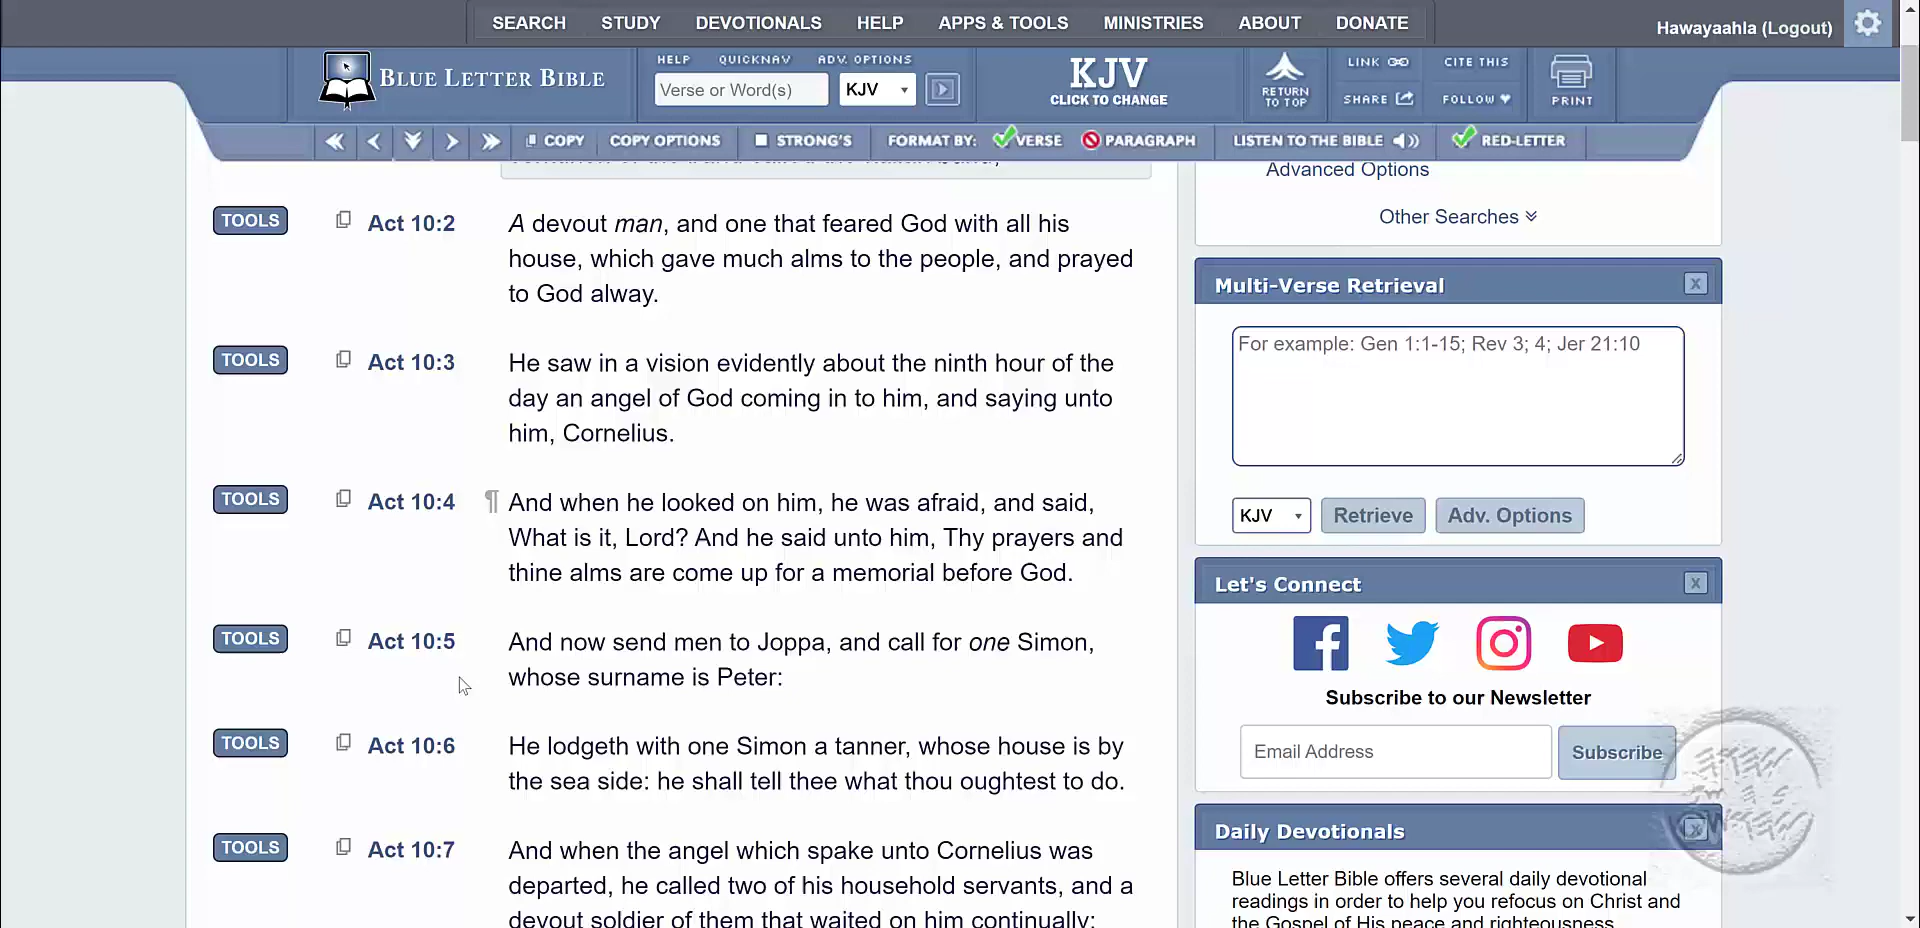 SEARCH STUDY DEVOTIONALS HELP APPS & TOOLS MINISTRIES ABOUT DONATE
Hawayaahla (Logout)
BLUE LETTER BIBLE
HELP QUICKNAV ADV. OPTIONS
Verse or Word(s) KJV
KJV
CLICK TO CHANGE
RETURN
TO TOP
LINK CITE THIS
SHARE FOLLOW
PRINT
COPY COPY OPTIONS STRONG'S FORMAT BY: VERSE PARAGRAPH LISTEN TO THE BIBLE RED-LETTER
TOOLS Act 10:2 A devout man, and one that feared God with all his
house, which gave much alms to the people, and prayed
to God alway.
TOOLS Act 10:3 He saw in a vision evidently about the ninth hour of the
day an angel of God coming in to him, and saying unto
him, Cornelius.
TOOLS Act 10:4 ¶ And when he looked on him, he was afraid, and said,
What is it, Lord? And he said unto him, Thy prayers and
thine alms are come up for a memorial before God.
TOOLS Act 10:5 And now send men to Joppa, and call for one Simon,
whose surname is Peter:
TOOLS Act 10:6 He lodgeth with one Simon a tanner, whose house is by
the sea side: he shall tell thee what thou oughtest to do.
TOOLS Act 10:7 And when the angel which spake unto Cornelius was
departed, he called two of his household servants, and a
devout soldier of them that waited on him continually;
Advanced Options
Other Searches
Multi-Verse Retrieval x
For example: Gen 1:1-15; Rev 3; 4; Jer 21:10
KJV Retrieve Adv. Options
Let's Connect x
Subscribe to our Newsletter
Email Address Subscribe
Daily Devotionals x
Blue Letter Bible offers several daily devotional
readings in order to help you refocus on Christ and
the Gospel of His peace and righteousness.